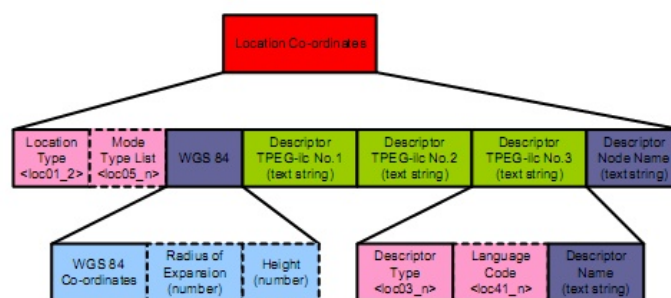 Location Co-ordinates
Location
Type
<loc01_2>
Mode
Type List
<loc05_n>
WGS 84
Descriptor
TPEG-ilc No.1
(text string)
Descriptor
TPEG-ilc No.2
(text string)
Descriptor
TPEG-ilc No.3
(text string)
Descriptor
Node Name
(text string)
WGS 84
Co-ordinates
Radius of
Expansion
(number)
Height
(number)
Descriptor
Type
<loc03_n>
Language
Code
<loc41_n>
Descriptor
Name
(text string)